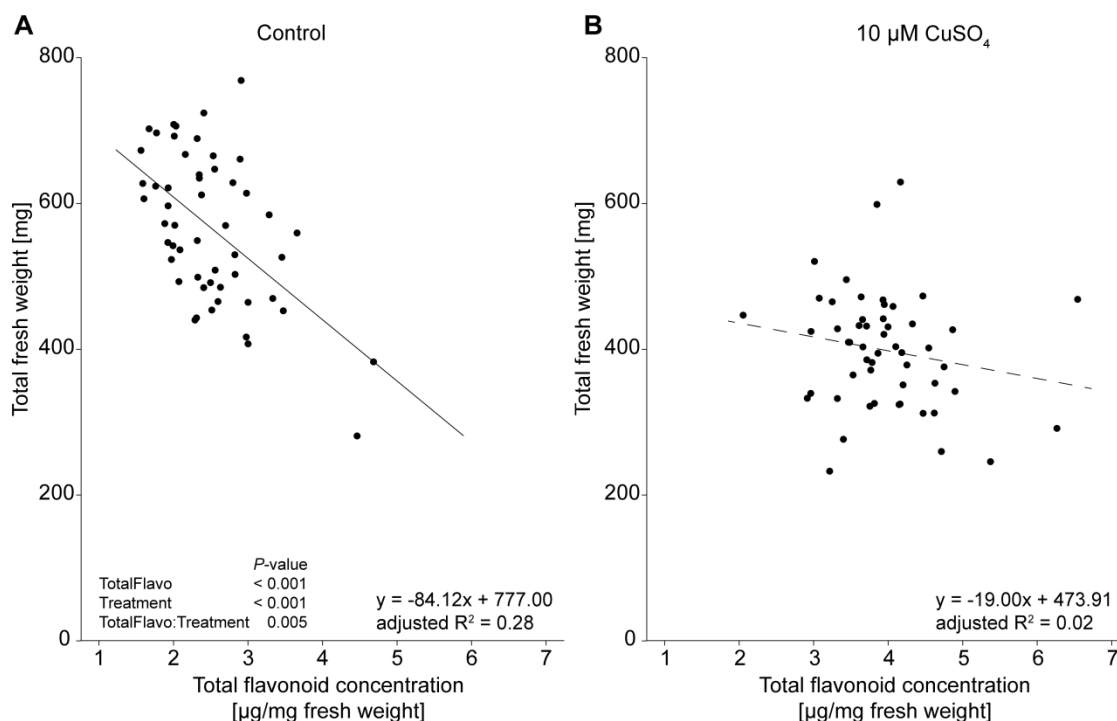 A
Control
800
600
400
200
0
Total fresh weight [mg]
P-value
TotalFlavo < 0.001
Treatment < 0.001
TotalFlavo:Treatment 0.005
y = -84.12x + 777.00
adjusted R² = 0.28
1 2 3 4 5 6 7
Total flavonoid concentration
[µg/mg fresh weight]
B
10 µM CuSO₄
800
600
400
200
0
Total fresh weight [mg]
y = -19.00x + 473.91
adjusted R² = 0.02
1 2 3 4 5 6 7
Total flavonoid concentration
[µg/mg fresh weight]